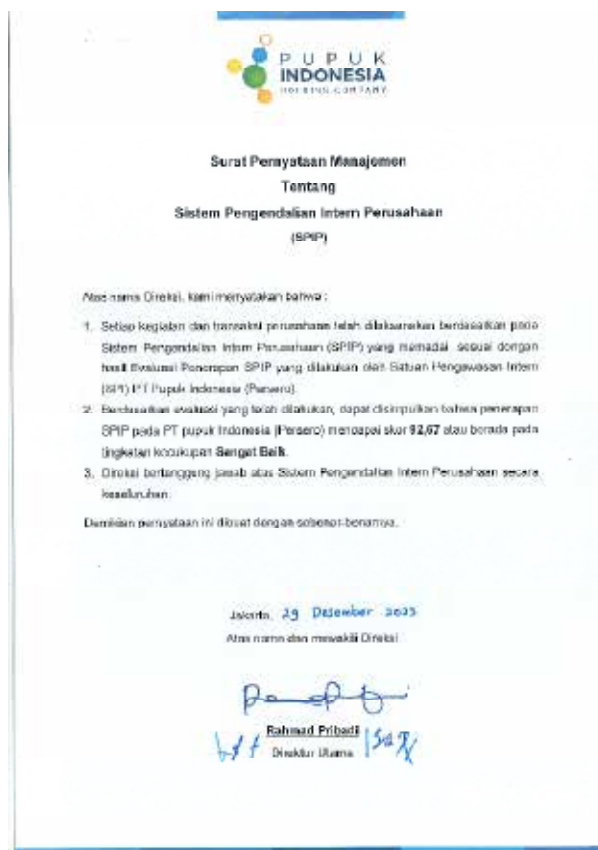 PUPUK
INDONESIA
HOLDING COMPANY
Surat Pernyataan Manajemen
Tentang
Sistem Pengendalian Intern Perusahaan
(SPIP)
Atas nama Direksi, kami menyatakan bahwa :
1. Setiap kegiatan dan transaksi perusahaan telah dilaksanakan berdasarkan pada
Sistem Pengendalian Intern Perusahaan (SPIP) yang memadai sesuai dengan
hasil Evaluasi Penerapan SPIP yang dilakukan oleh Satuan Pengawasan Intern
(SPI) PT Pupuk Indonesia (Persero).
2. Berdasarkan evaluasi yang telah dilakukan, dapat disimpulkan bahwa penerapan
SPIP pada PT pupuk Indonesia (Persero) mencapai skor 92,67 atau berada pada
tingkatan kecukupan Sangat Baik.
3. Direksi bertanggung jawab atas Sistem Pengendalian Intern Perusahaan secara
keseluruhan.
Demikian pernyataan ini dibuat dengan sebenar-benarnya.
Jakarta, 29 Desember 2023
Atas nama dan mewakili Direksi
Rahmad Pribadi
Direktur Utama